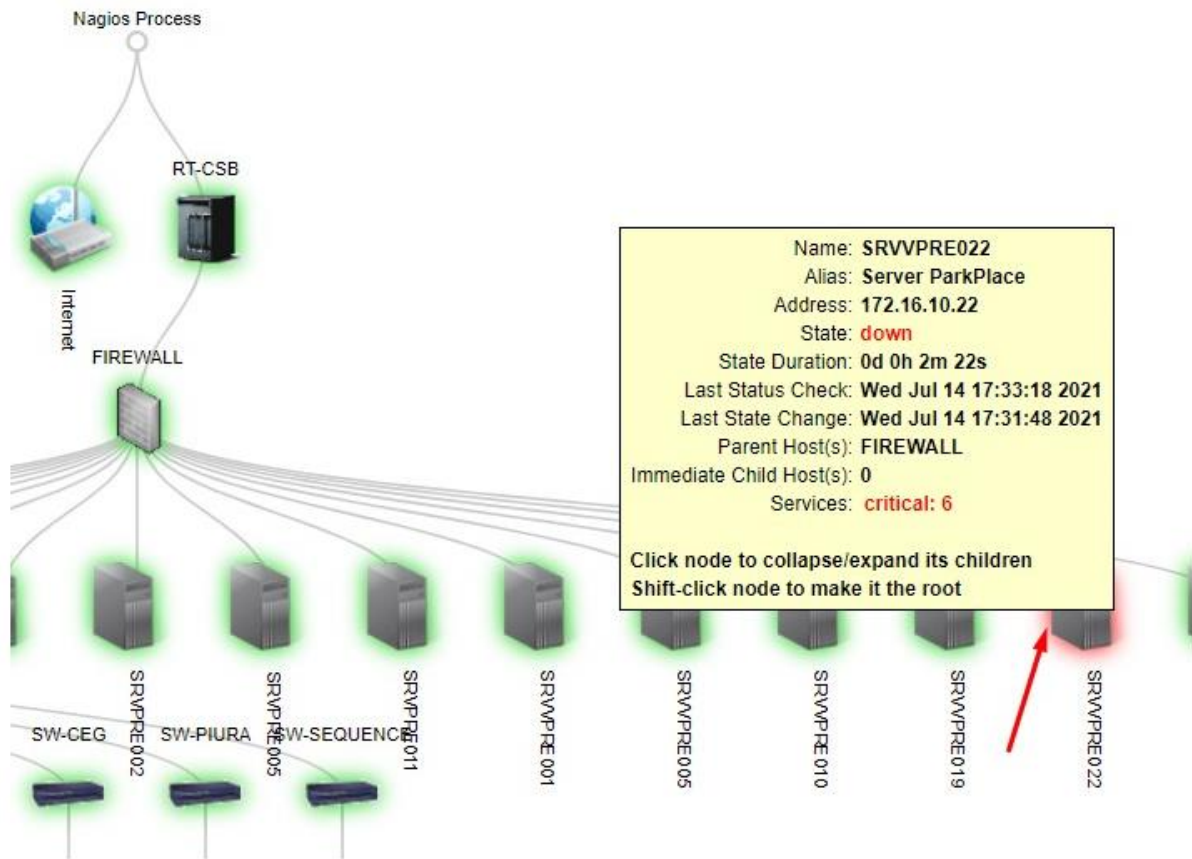 Nagios Process
RT-CSB
Internet
FIREWALL
Name: SRVVPRE022
Alias: Server ParkPlace
Address: 172.16.10.22
State: down
State Duration: 0d 0h 2m 22s
Last Status Check: Wed Jul 14 17:33:18 2021
Last State Change: Wed Jul 14 17:31:48 2021
Parent Host(s): FIREWALL
Immediate Child Host(s): 0
Services: critical: 6
Click node to collapse/expand its children
Shift-click node to make it the root
SRVPRE002
SRVPRE005
SRVPRE011
SRVVPRE001
SRVVPRE005
SRVVPRE010
SRVVPRE019
SRVVPRE022
SW-CEG
SW-PIURA
SW-SEQUENCE